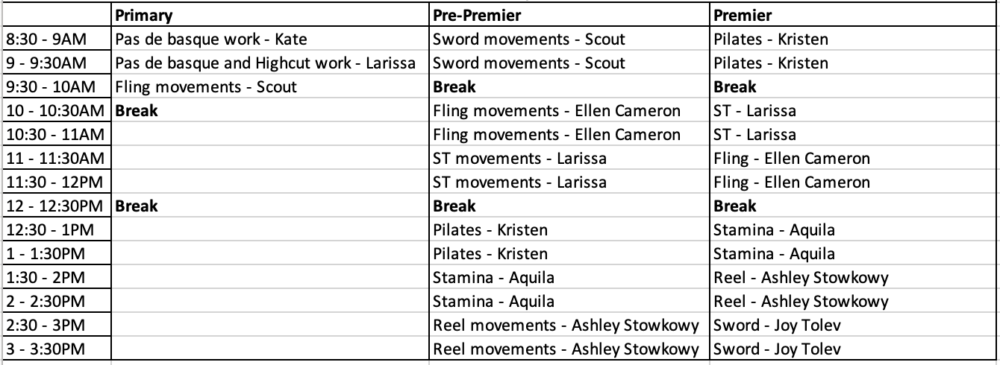 Primary Pre-Premier Premier
8:30 - 9AM Pas de basque work - Kate Sword movements - Scout Pilates - Kristen
9 - 9:30AM Pas de basque and Highcut work - Larissa Sword movements - Scout Pilates - Kristen
9:30 - 10AM Fling movements - Scout Break Break
10 - 10:30AM Break Fling movements - Ellen Cameron ST - Larissa
10:30 - 11AM Fling movements - Ellen Cameron ST - Larissa
11 - 11:30AM ST movements - Larissa Fling - Ellen Cameron
11:30 - 12PM ST movements - Larissa Fling - Ellen Cameron
12 - 12:30PM Break Break Break
12:30 - 1PM Pilates - Kristen Stamina - Aquila
1 - 1:30PM Pilates - Kristen Stamina - Aquila
1:30 - 2PM Stamina - Aquila Reel - Ashley Stowkowy
2 - 2:30PM Stamina - Aquila Reel - Ashley Stowkowy
2:30 - 3PM Reel movements - Ashley Stowkowy Sword - Joy Tolev
3 - 3:30PM Reel movements - Ashley Stowkowy Sword - Joy Tolev